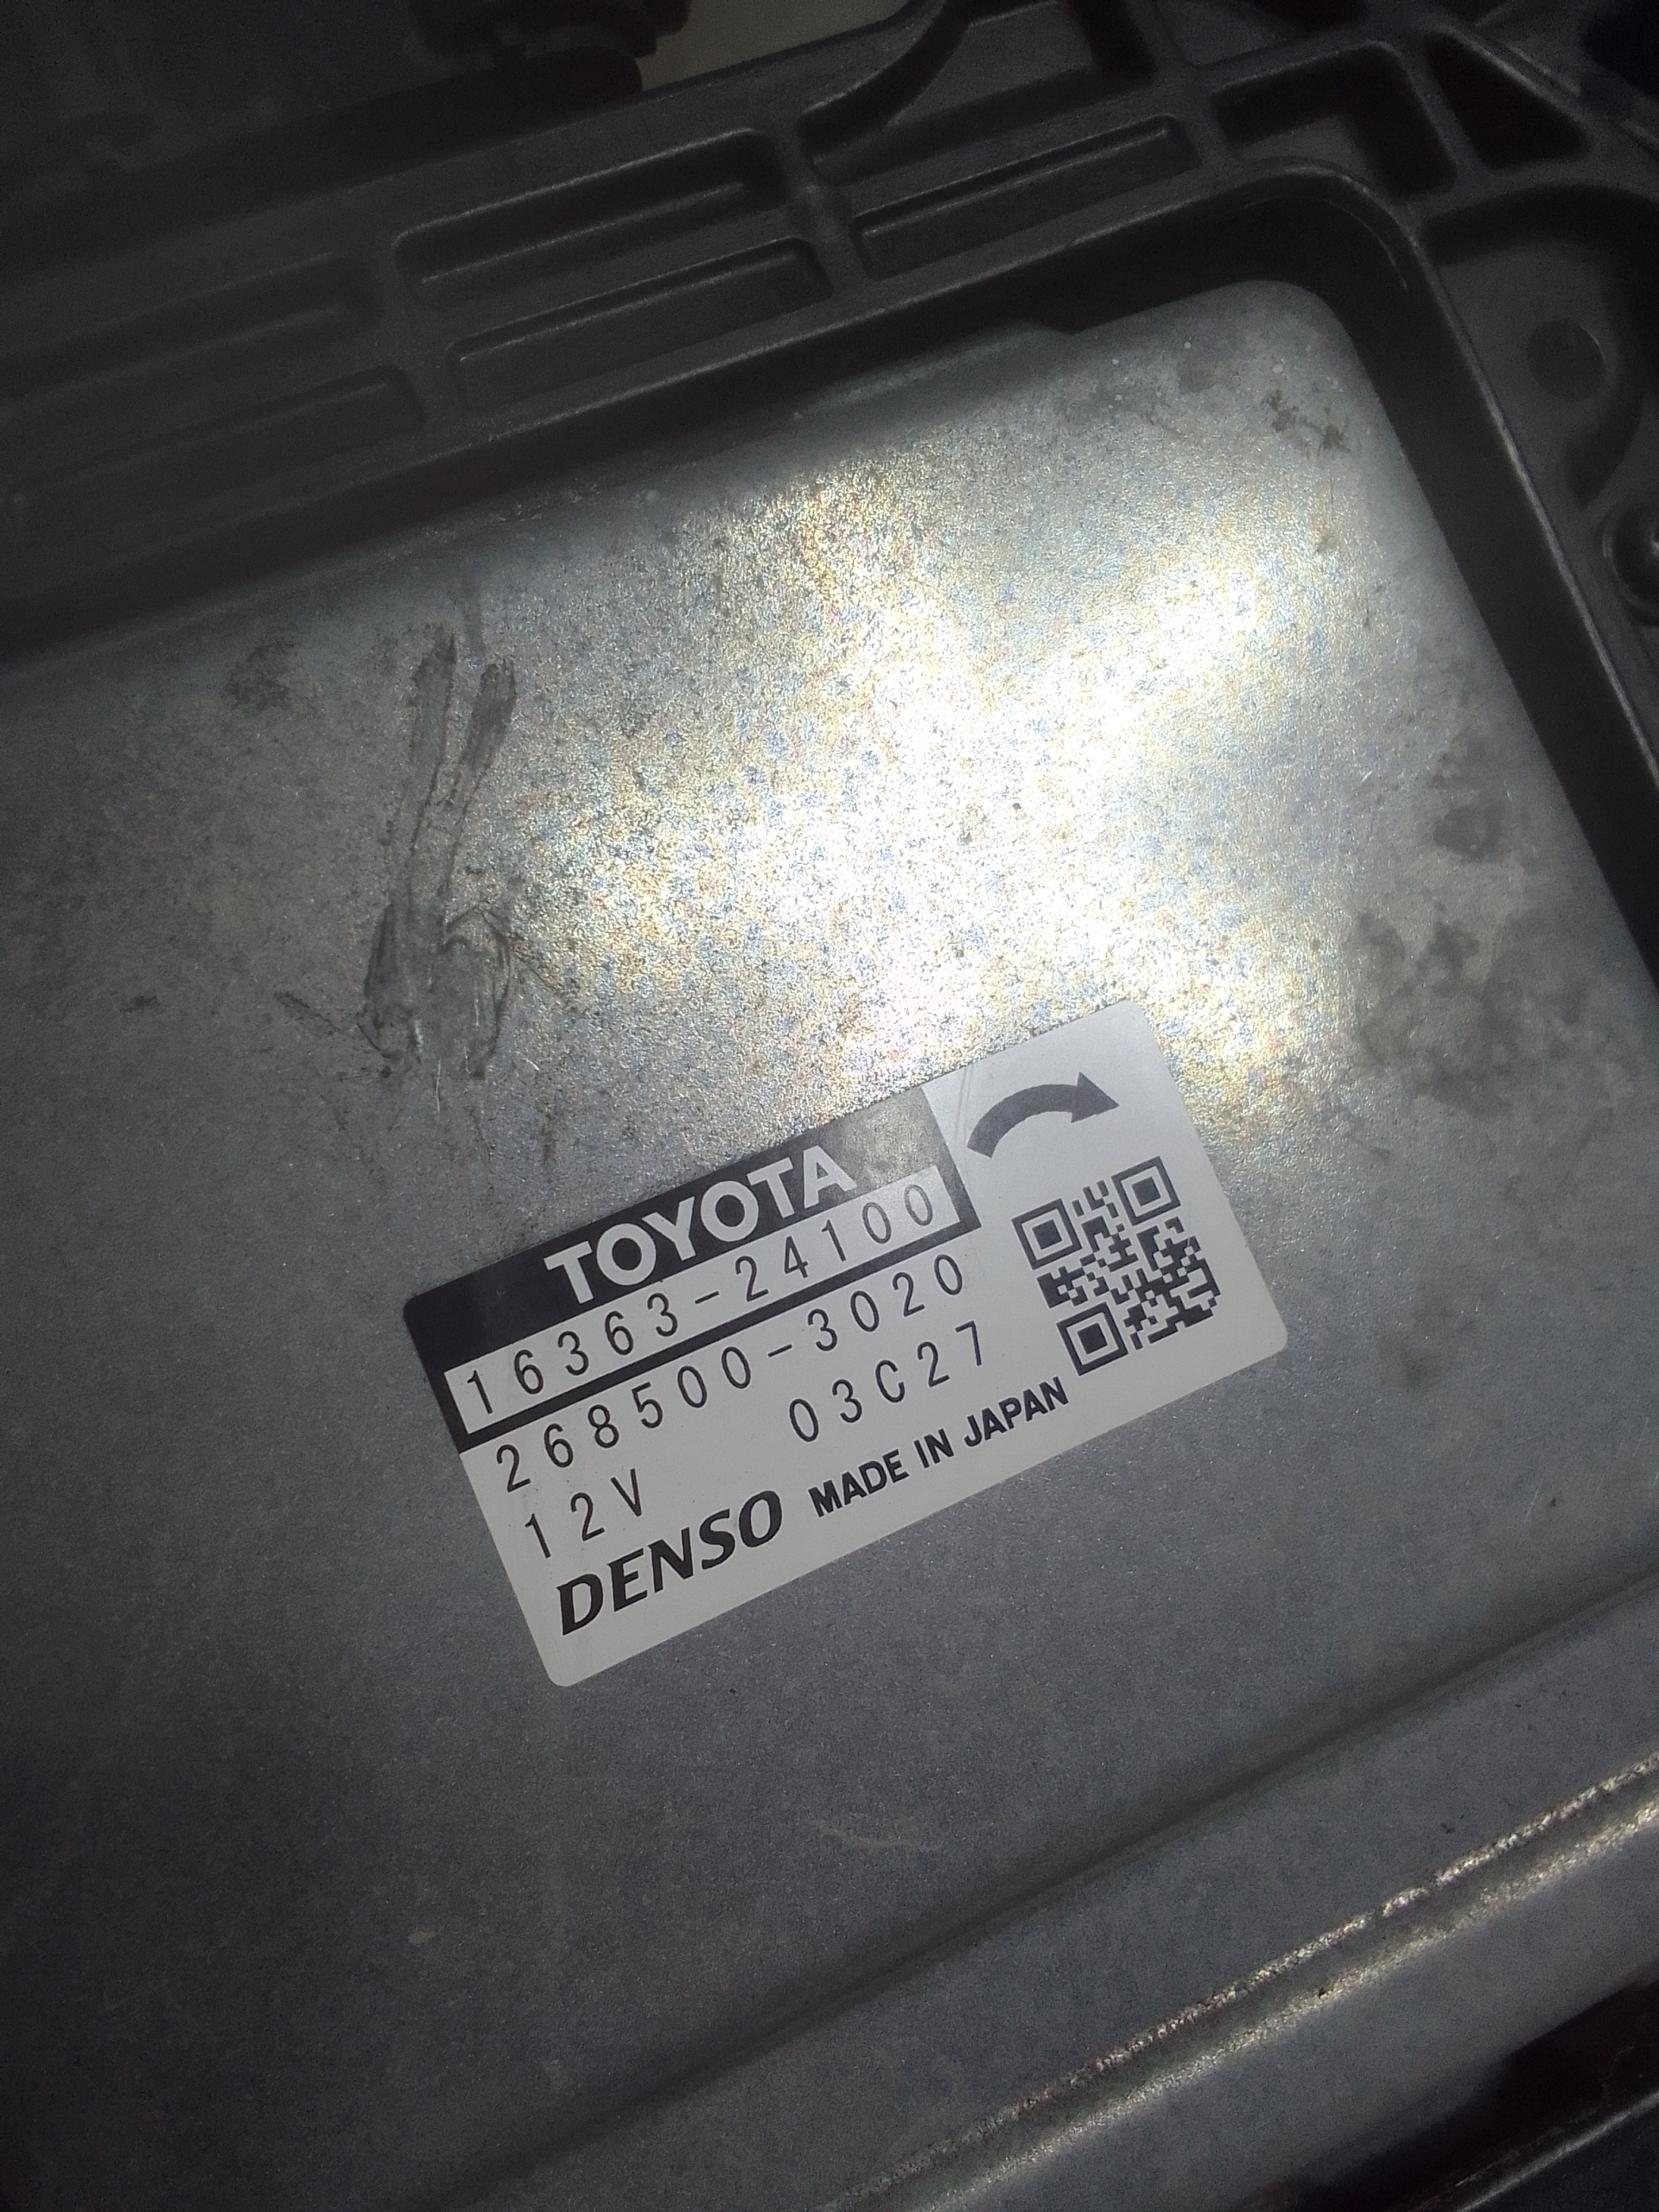 TOYOTA
16363-24100
268500-3020
12V 03C27
DENSO MADE IN JAPAN